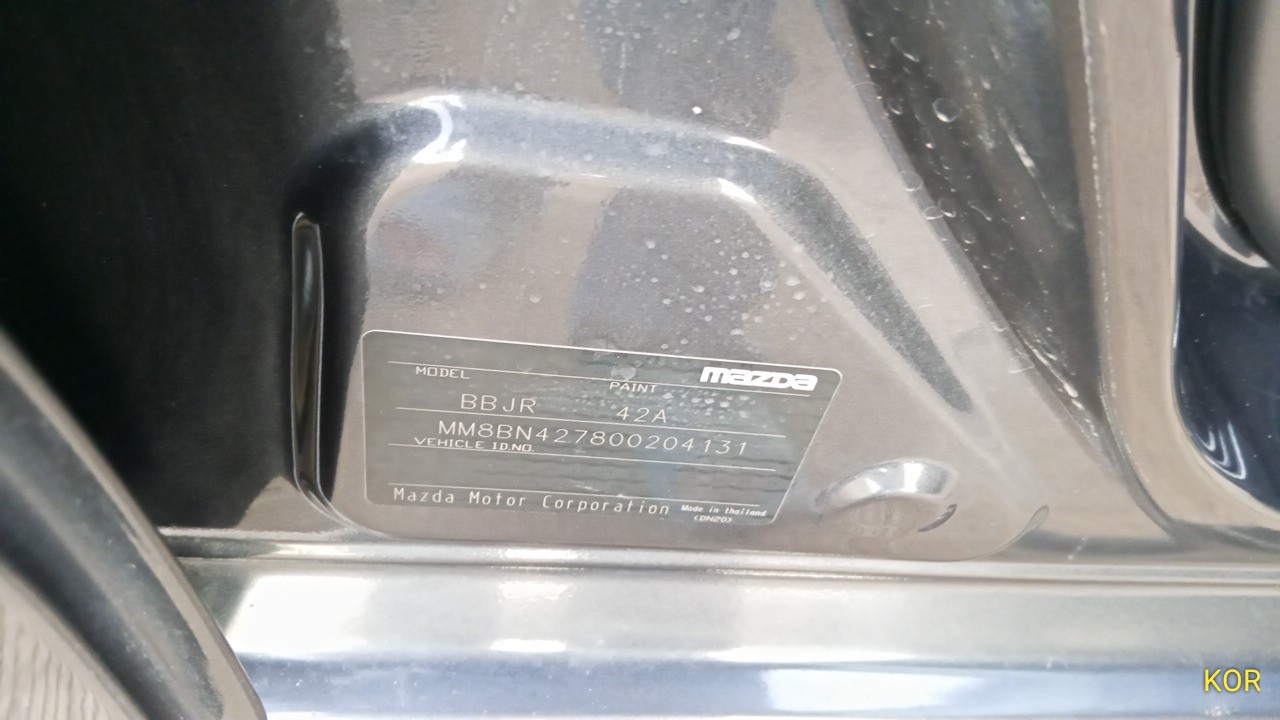 mazda
MODEL PAINT
BBJR 42A
MM8BN427800204131
VEHICLE ID.NO.
Mazda Motor Corporation Made in thailand
(DN20)
KOR